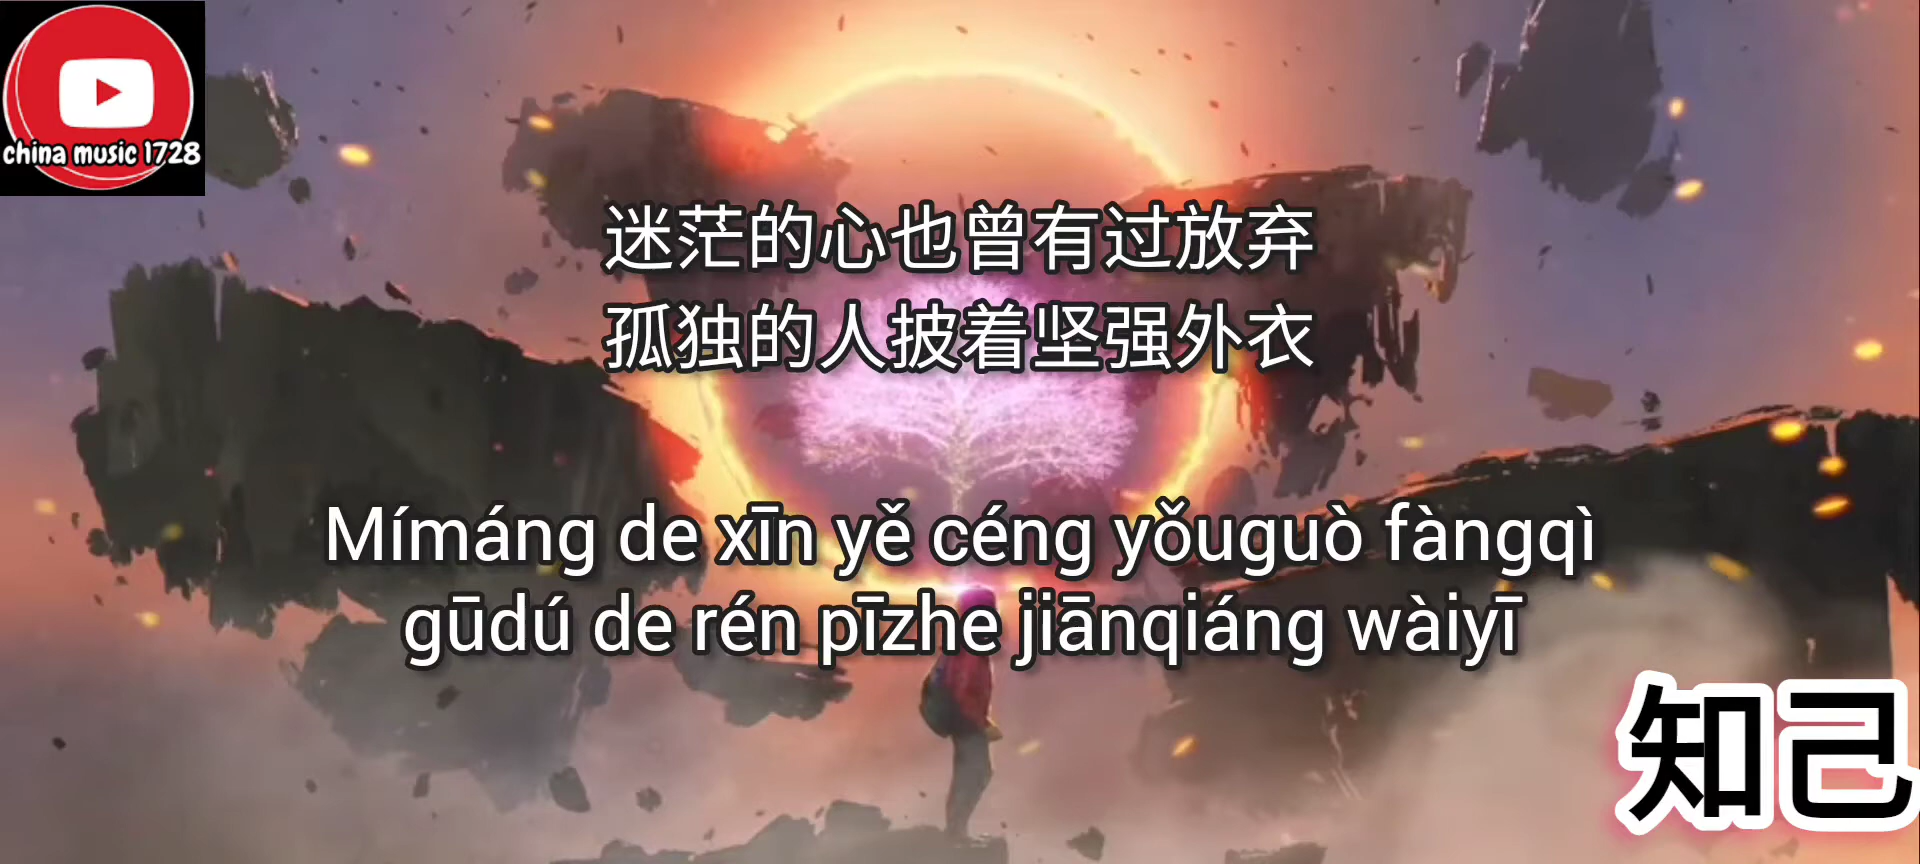 china music 1728
迷茫的心也曾有过放弃
孤独的人披着坚强外衣
Mímáng de xīn yě céng yǒuguò fàngqì
gūdú de rén pīzhe jiānqiáng wàiyī
知己